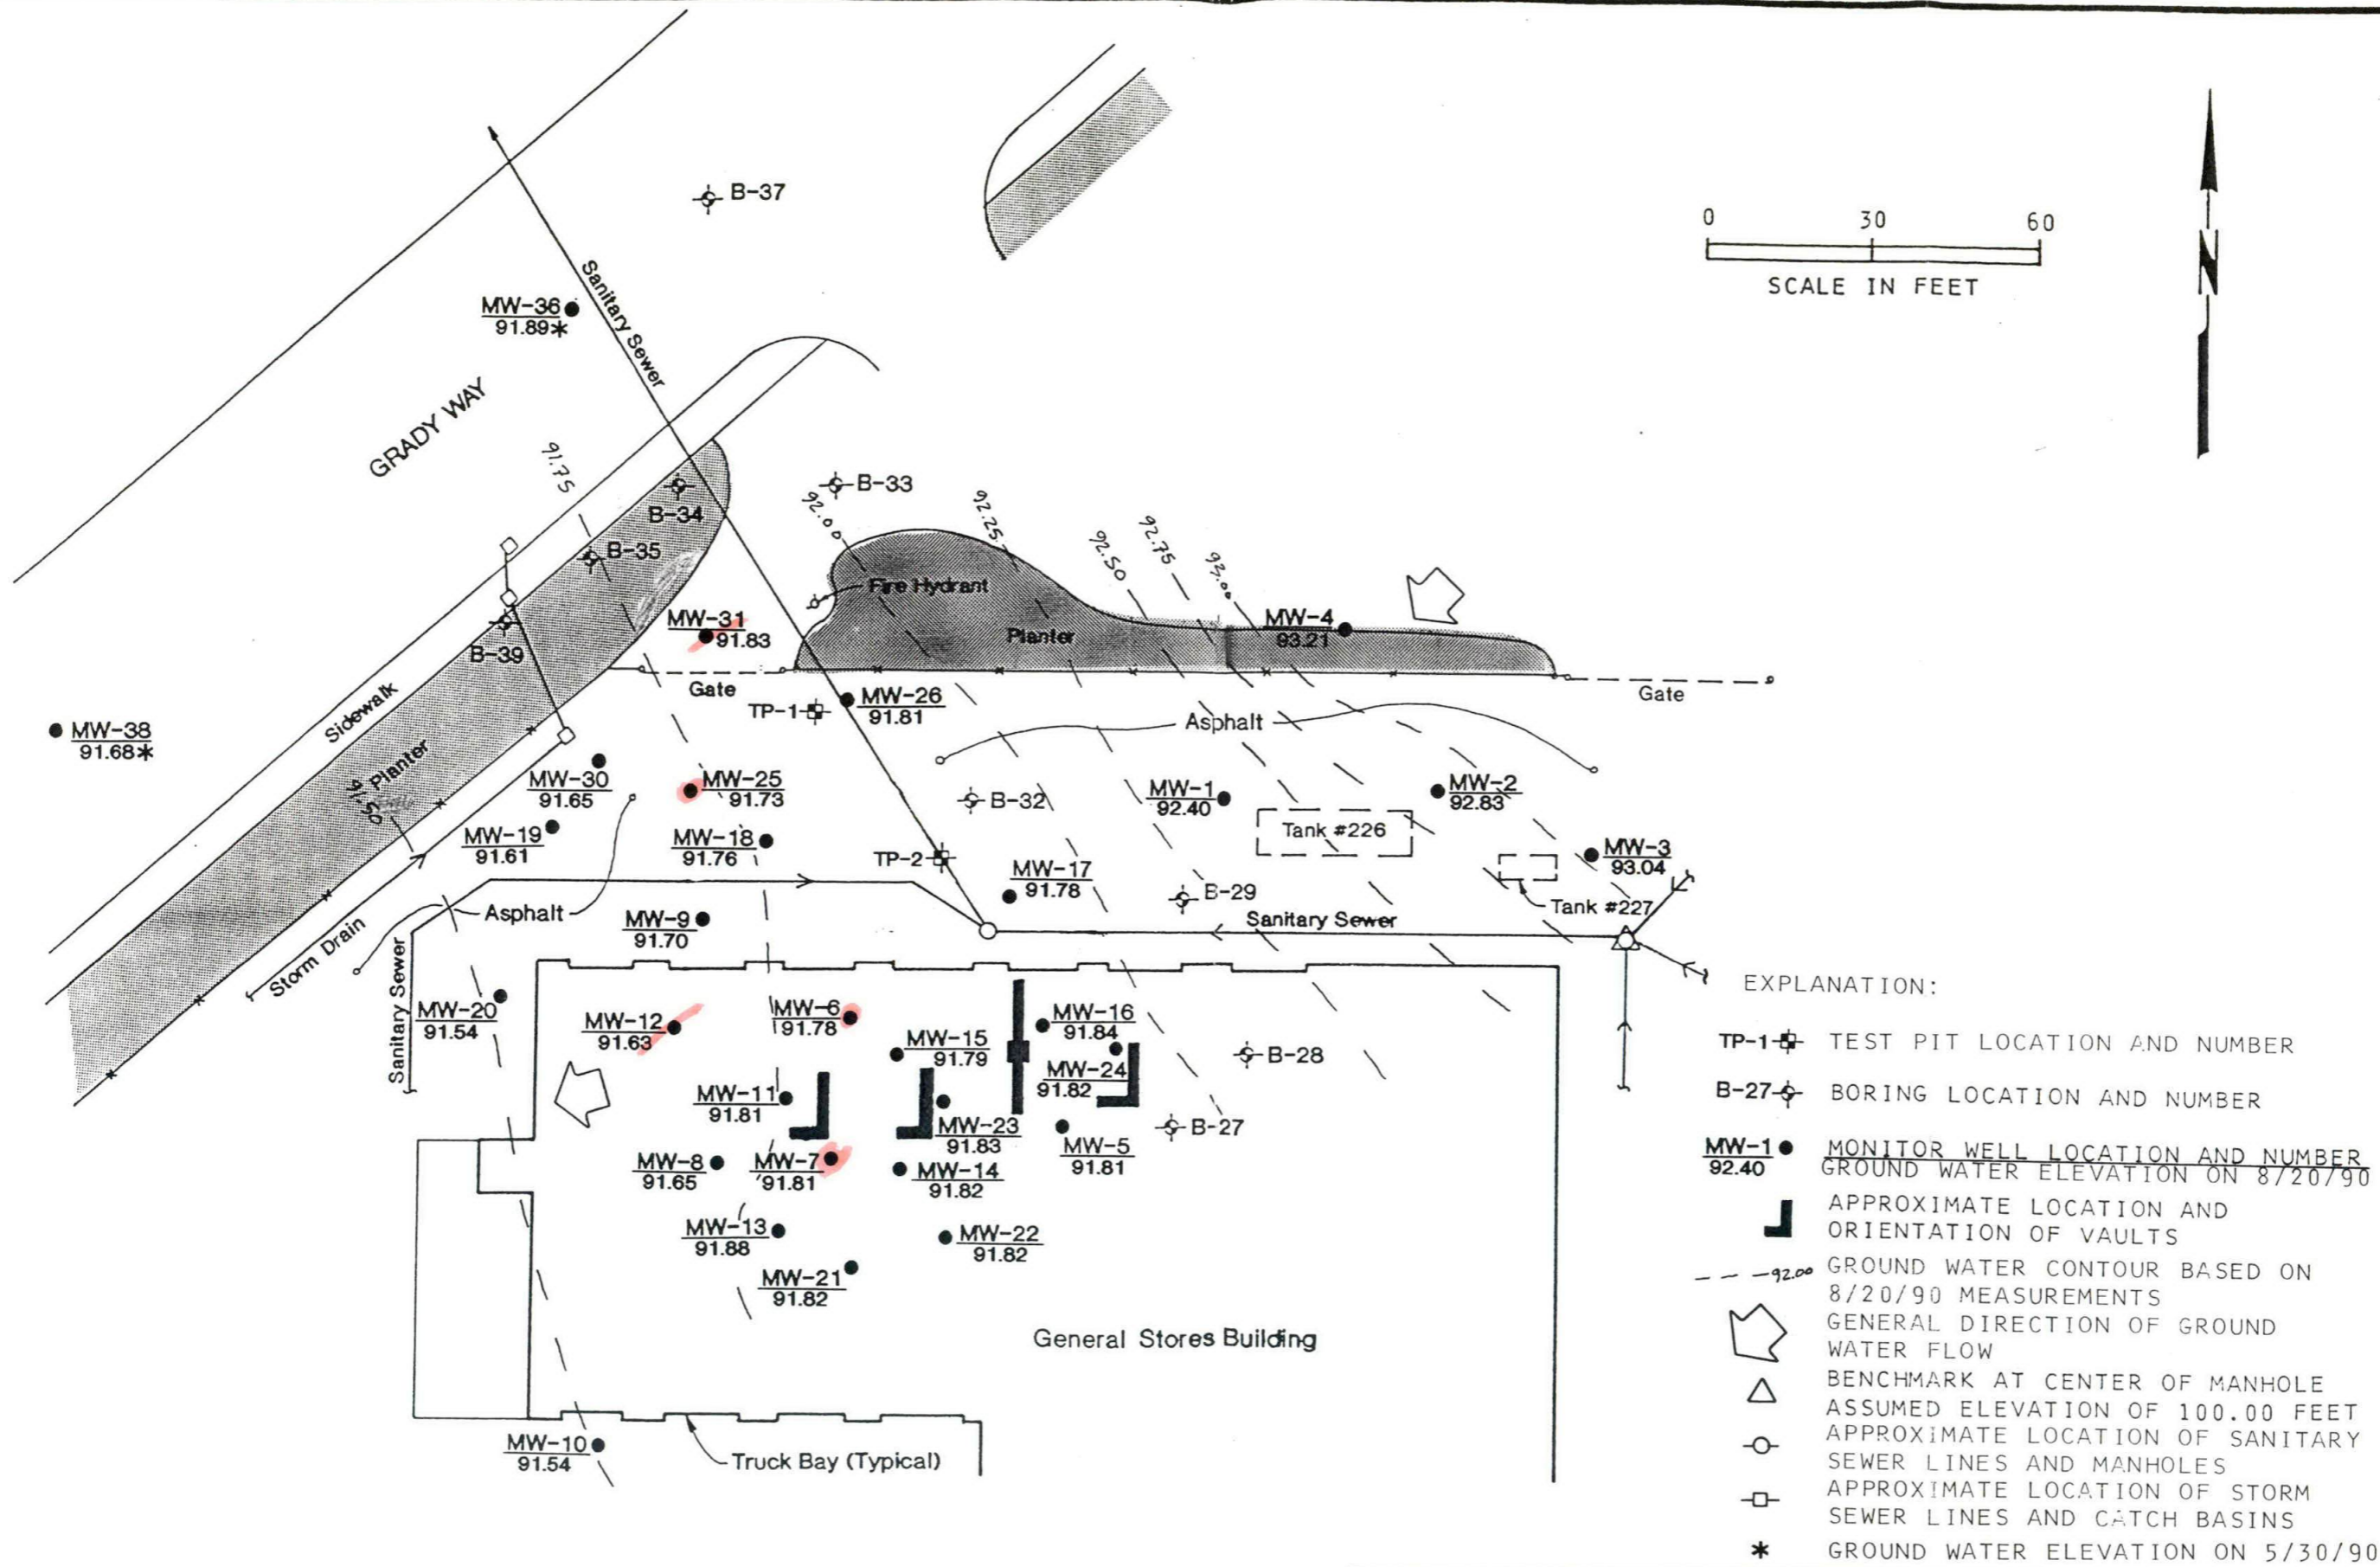 B-37
0 30 60
SCALE IN FEET
N
Sanitary Sewer
MW-36
91.89*
GRADY WAY
91.75
B-33
B-34
92.00
92.25
92.50
92.75
93.00
B-35
Fire Hydrant
MW-31
91.83
Planter
MW-4
93.21
B-39
Gate
Gate
TP-1
MW-26
91.81
Asphalt
Sidewalk
MW-38
91.68*
Planter
91.50
MW-30
91.65
MW-25
91.73
B-32
MW-1
92.40
MW-2
92.83
Tank #226
MW-19
91.61
MW-18
91.76
TP-2
MW-17
91.78
MW-3
93.04
B-29
Tank #227
Asphalt
MW-9
91.70
Sanitary Sewer
Storm Drain
Sanitary Sewer
MW-20
91.54
MW-12
91.63
MW-6
91.78
MW-15
91.79
MW-16
91.84
B-28
MW-24
91.82
MW-11
91.81
MW-23
91.83
MW-5
91.81
B-27
MW-8
91.65
MW-7
91.81
MW-14
91.82
MW-13
91.88
MW-22
91.82
MW-21
91.82
General Stores Building
MW-10
91.54
Truck Bay (Typical)
EXPLANATION:
TP-1 TEST PIT LOCATION AND NUMBER
B-27 BORING LOCATION AND NUMBER
MW-1 MONITOR WELL LOCATION AND NUMBER
92.40 GROUND WATER ELEVATION ON 8/20/90
APPROXIMATE LOCATION AND
ORIENTATION OF VAULTS
92.00 GROUND WATER CONTOUR BASED ON
8/20/90 MEASUREMENTS
GENERAL DIRECTION OF GROUND
WATER FLOW
BENCHMARK AT CENTER OF MANHOLE
ASSUMED ELEVATION OF 100.00 FEET
APPROXIMATE LOCATION OF SANITARY
SEWER LINES AND MANHOLES
APPROXIMATE LOCATION OF STORM
SEWER LINES AND CATCH BASINS
* GROUND WATER ELEVATION ON 5/30/90